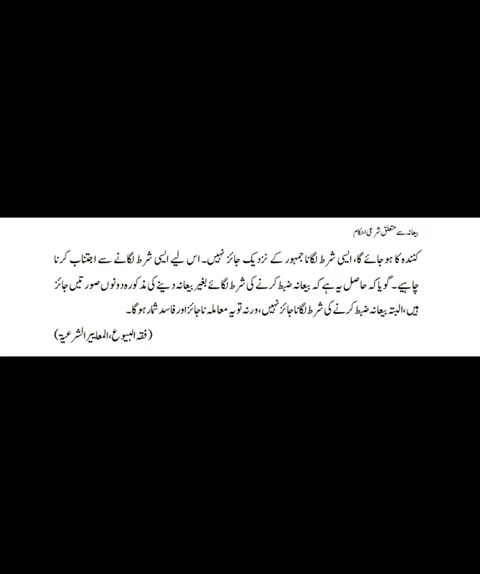 بیعانہ سے متعلق شرعی احکام
کنندہ کا ہو جائے گا، ایسی شرط لگانا جمہور کے نزدیک جائز نہیں۔ اس لیے ایسی شرط لگانے سے اجتناب کرنا
چاہیے۔ گویا کہ حاصل یہ ہے کہ بیعانہ ضبط کرنے کی شرط لگائے بغیر بیعانہ دینے کی مذکورہ دونوں صورتیں جائز
ہیں، البتہ بیعانہ ضبط کرنے کی شرط لگانا جائز نہیں، ورنہ تو یہ معاملہ ناجائز اور فاسد شمار ہوگا۔
(فقہ البیوع، المعاییر الشرعیۃ)